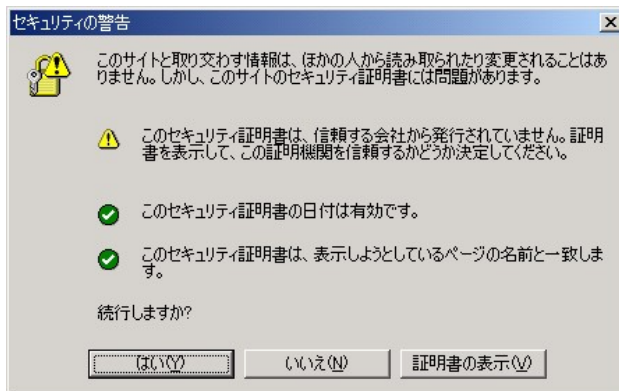 セキュリティの警告
このサイトと取り交わす情報は、ほかの人から読み取られたり変更されることはあ
りません。しかし、このサイトのセキュリティ証明書には問題があります。
このセキュリティ証明書は、信頼する会社から発行されていません。証明
書を表示して、この証明機関を信頼するかどうか決定してください。
このセキュリティ証明書の日付は有効です。
このセキュリティ証明書は、表示しようとしているページの名前と一致しま
す。
続行しますか?
はい(Y) いいえ(N) 証明書の表示(V)